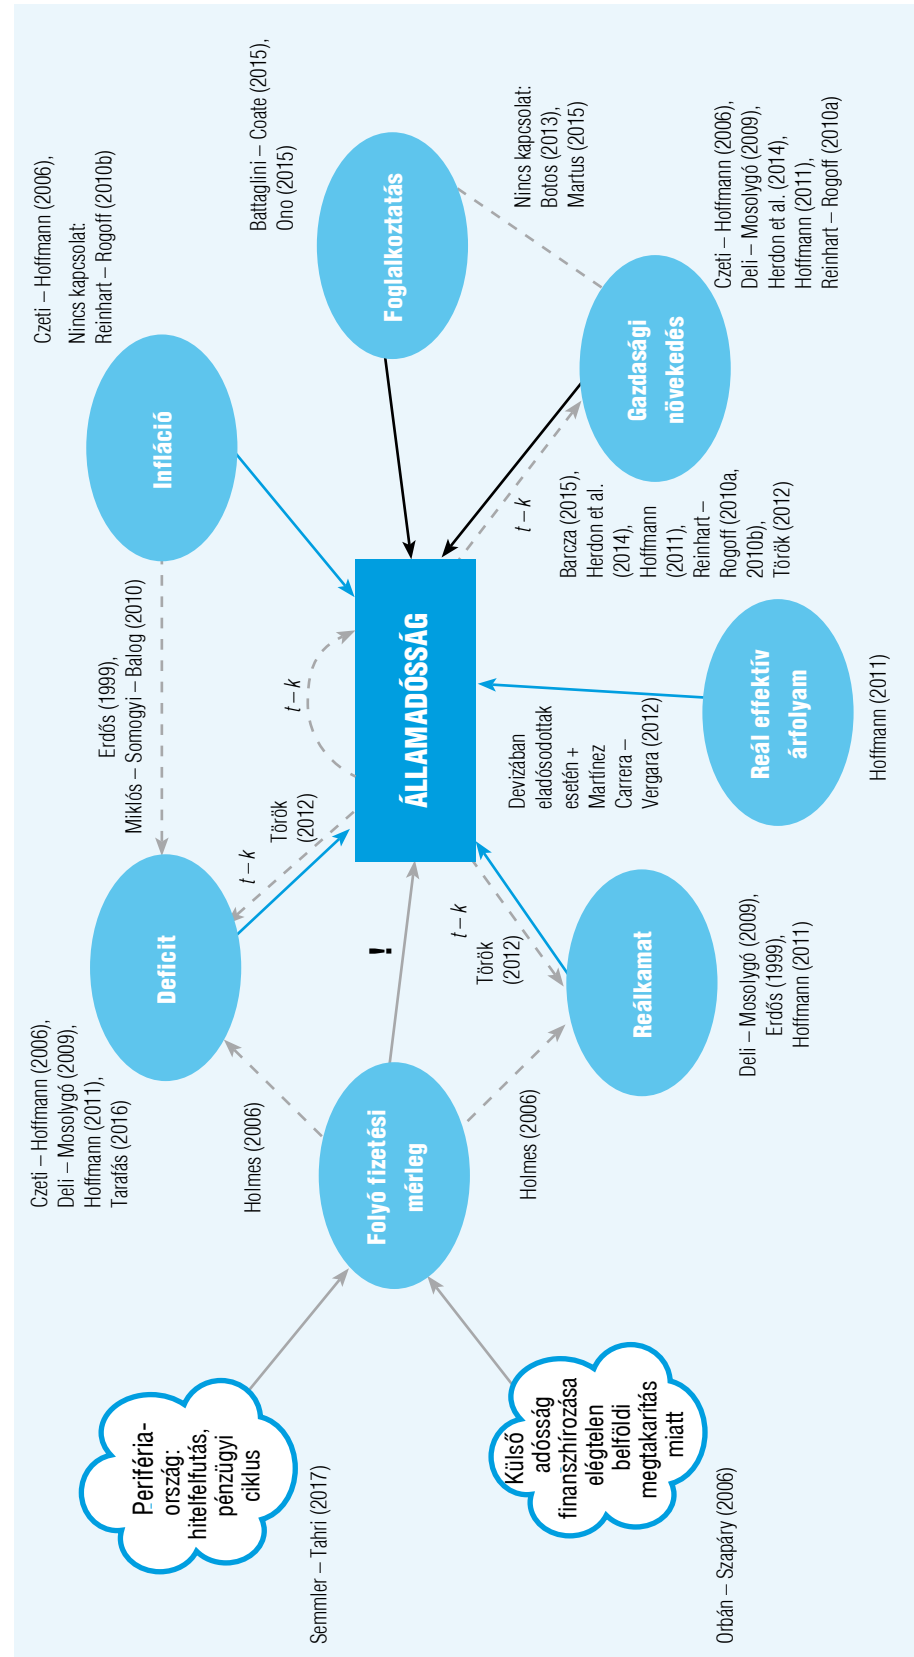 Czeti – Hoffmann (2006),
Deli – Mosolygó (2009),
Hoffmann (2011),
Tarafás (2016)
Erdős (1999),
Miklós – Somogyi – Balog (2010)
Czeti – Hoffmann (2006),
Nincs kapcsolat:
Reinhart – Rogoff (2010b)
Deficit
Infláció
Periféria-
ország:
hitelfelfutás,
pénzügyi
ciklus
Semmler – Tahri (2017)
Holmes (2006)
t – k
Török
(2012)
t – k
Battaglini – Coate (2015),
Ono (2015)
Foglalkoztatás
Folyó fizetési
mérleg
!
ÁLLAMADÓSSÁG
Nincs kapcsolat:
Botos (2013),
Martus (2015)
Külső
adósság
finanszírozása
elégtelen
belföldi
megtakarítás
miatt
Orbán – Szapáry (2006)
Holmes (2006)
t – k
Török
(2012)
Devizában
eladósodottak
esetén +
Martínez
Carrera –
Vergara (2012)
t – k
Barcza (2015),
Herdon et al.
(2014),
Hoffmann
(2011),
Reinhart –
Rogoff (2010a,
2010b),
Török (2012)
Gazdasági
növekedés
Czeti – Hoffmann (2006),
Deli – Mosolygó (2009),
Herdon et al. (2014),
Hoffmann (2011),
Reinhart – Rogoff (2010a)
Reálkamat
Deli – Mosolygó (2009),
Erdős (1999),
Hoffmann (2011)
Reál effektív
árfolyam
Hoffmann (2011)